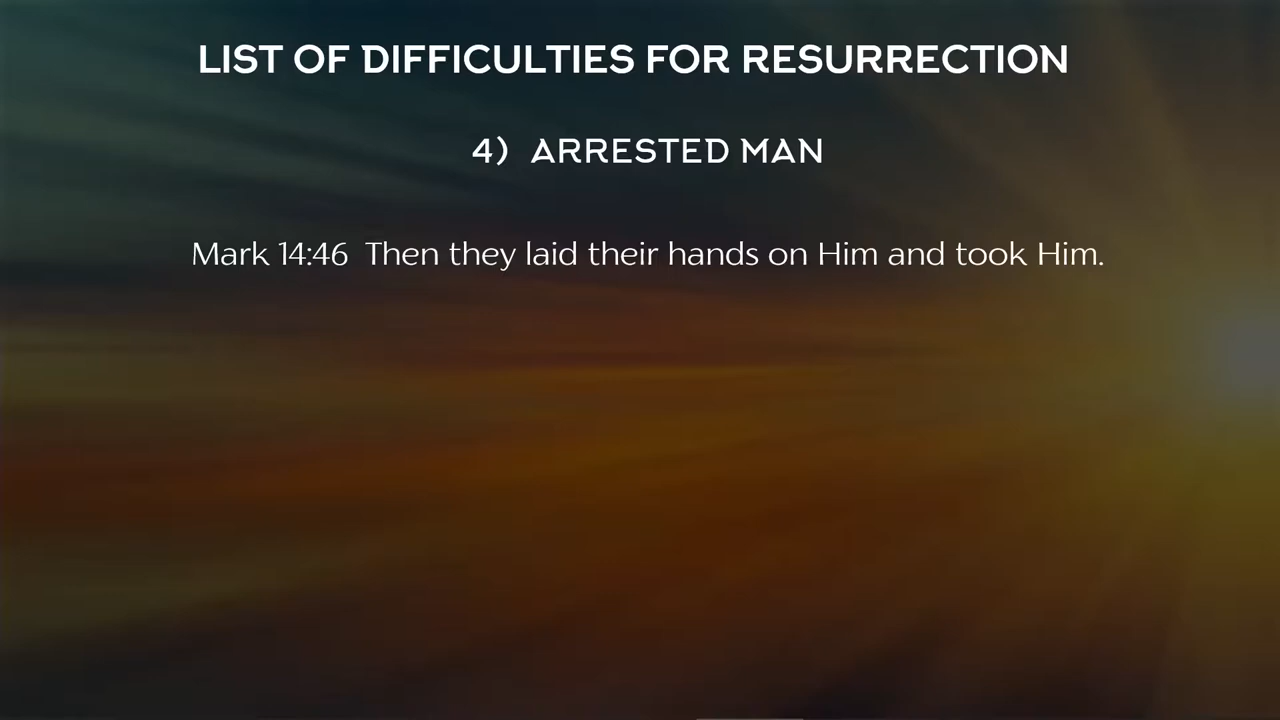 LIST OF DIFFICULTIES FOR RESURRECTION
4) ARRESTED MAN
Mark 14:46 Then they laid their hands on Him and took Him.